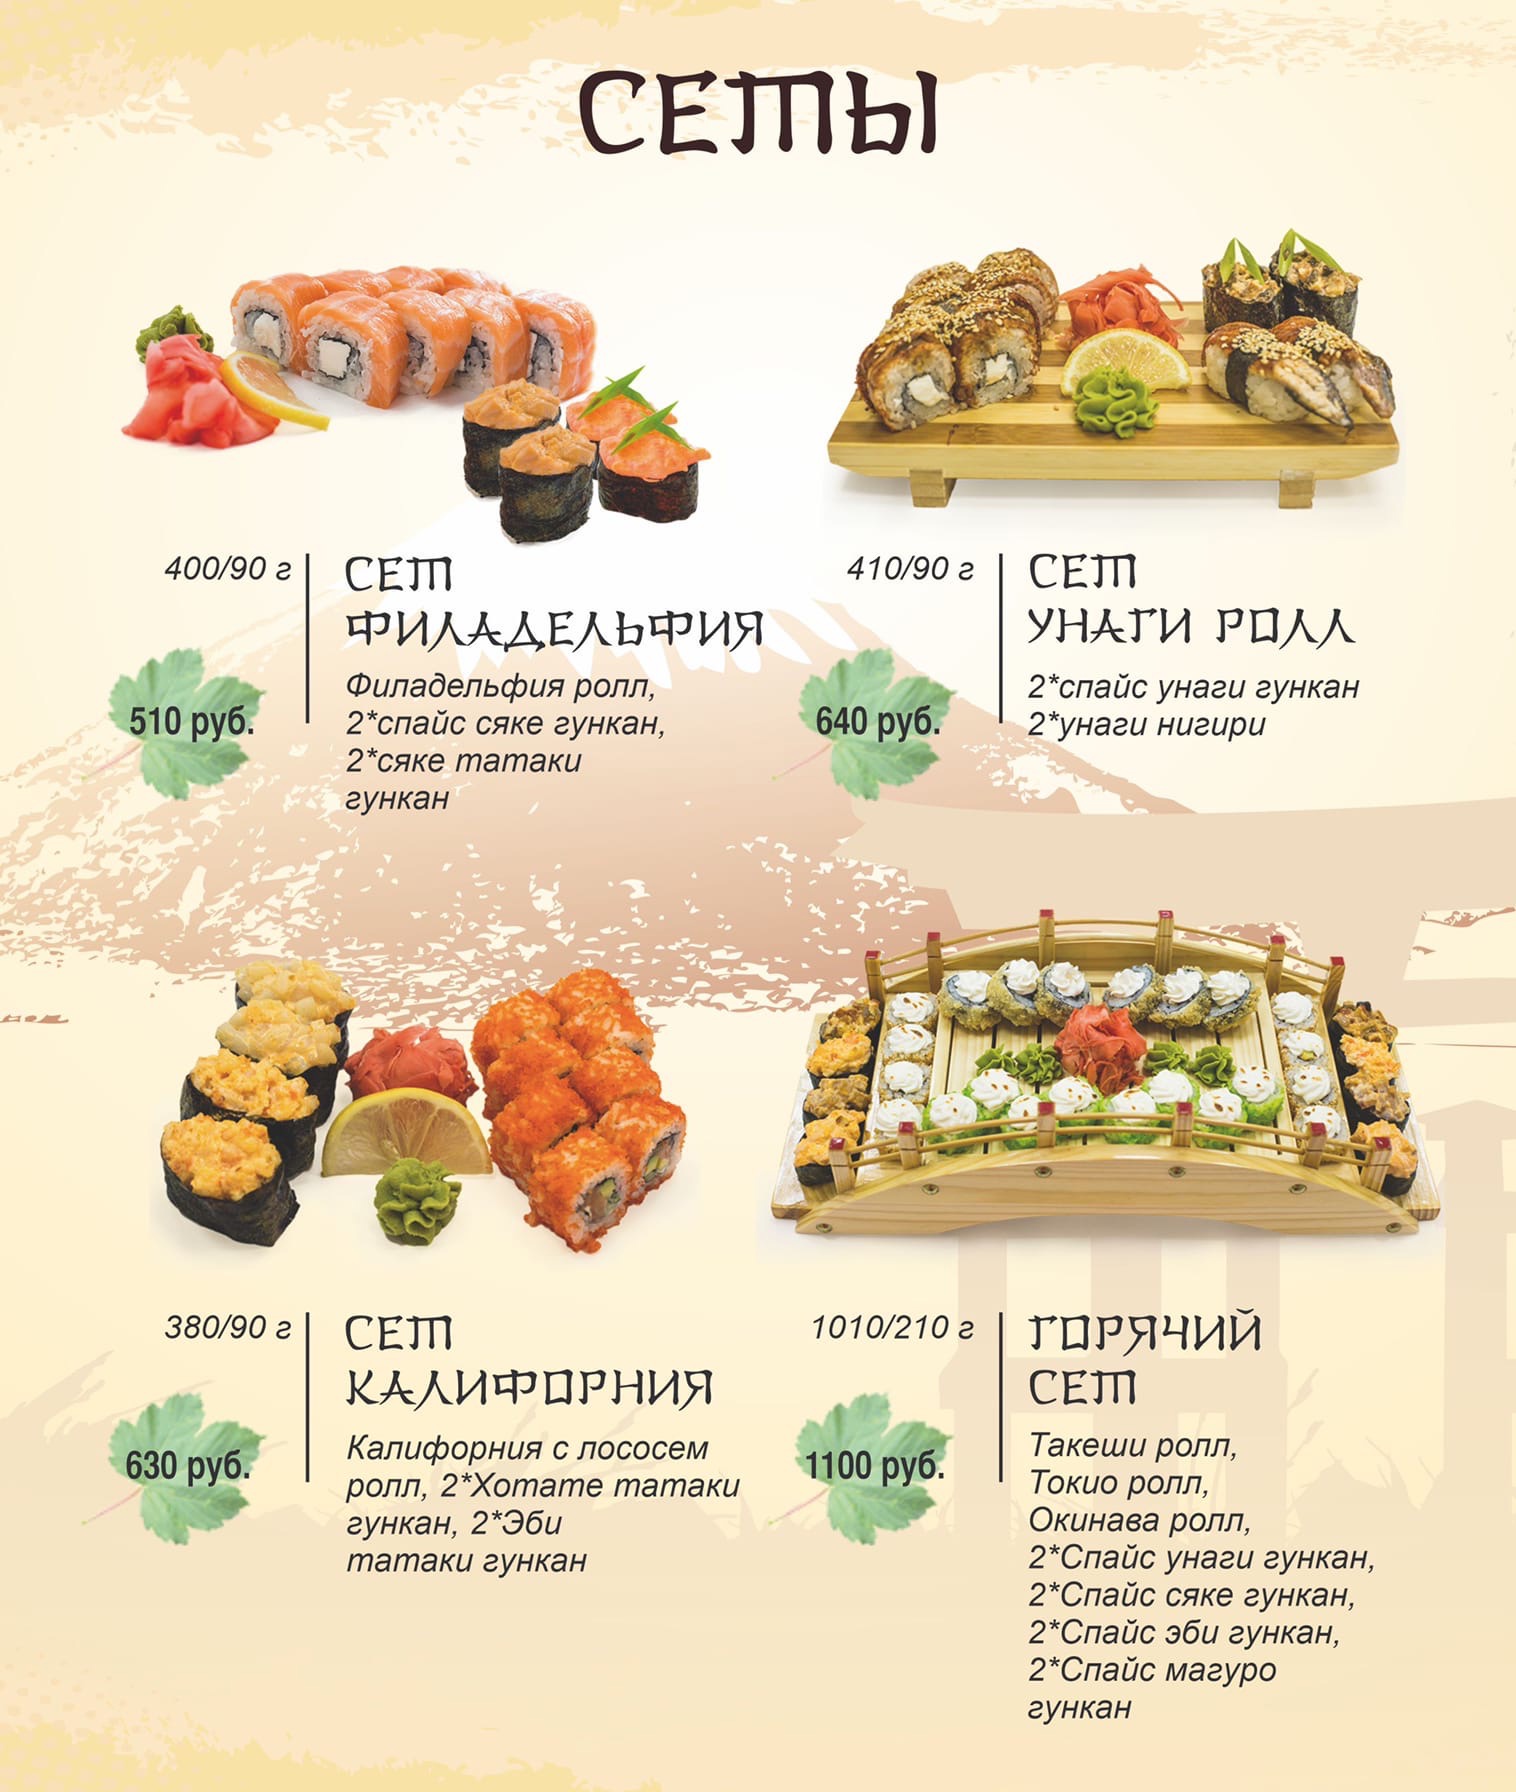 СЕТЫ
400/90 г
СЕТ
ФИЛАДЕЛЬФИЯ
510 руб.
Филадельфия ролл,
2*спайс сяке гункан,
2*сяке татаки
гункан
410/90 г
СЕТ
УНАГИ РОЛЛ
640 руб.
2*спайс унаги гункан
2*унаги нигири
380/90 г
СЕТ
КАЛИФОРНИЯ
630 руб.
Калифорния с лососем
ролл, 2*Хотате татаки
гункан, 2*Эби
татаки гункан
1010/210 г
ГОРЯЧИЙ
СЕТ
1100 руб.
Такеши ролл,
Токио ролл,
Окинава ролл,
2*Спайс унаги гункан,
2*Спайс сяке гункан,
2*Спайс эби гункан,
2*Спайс магуро
гункан